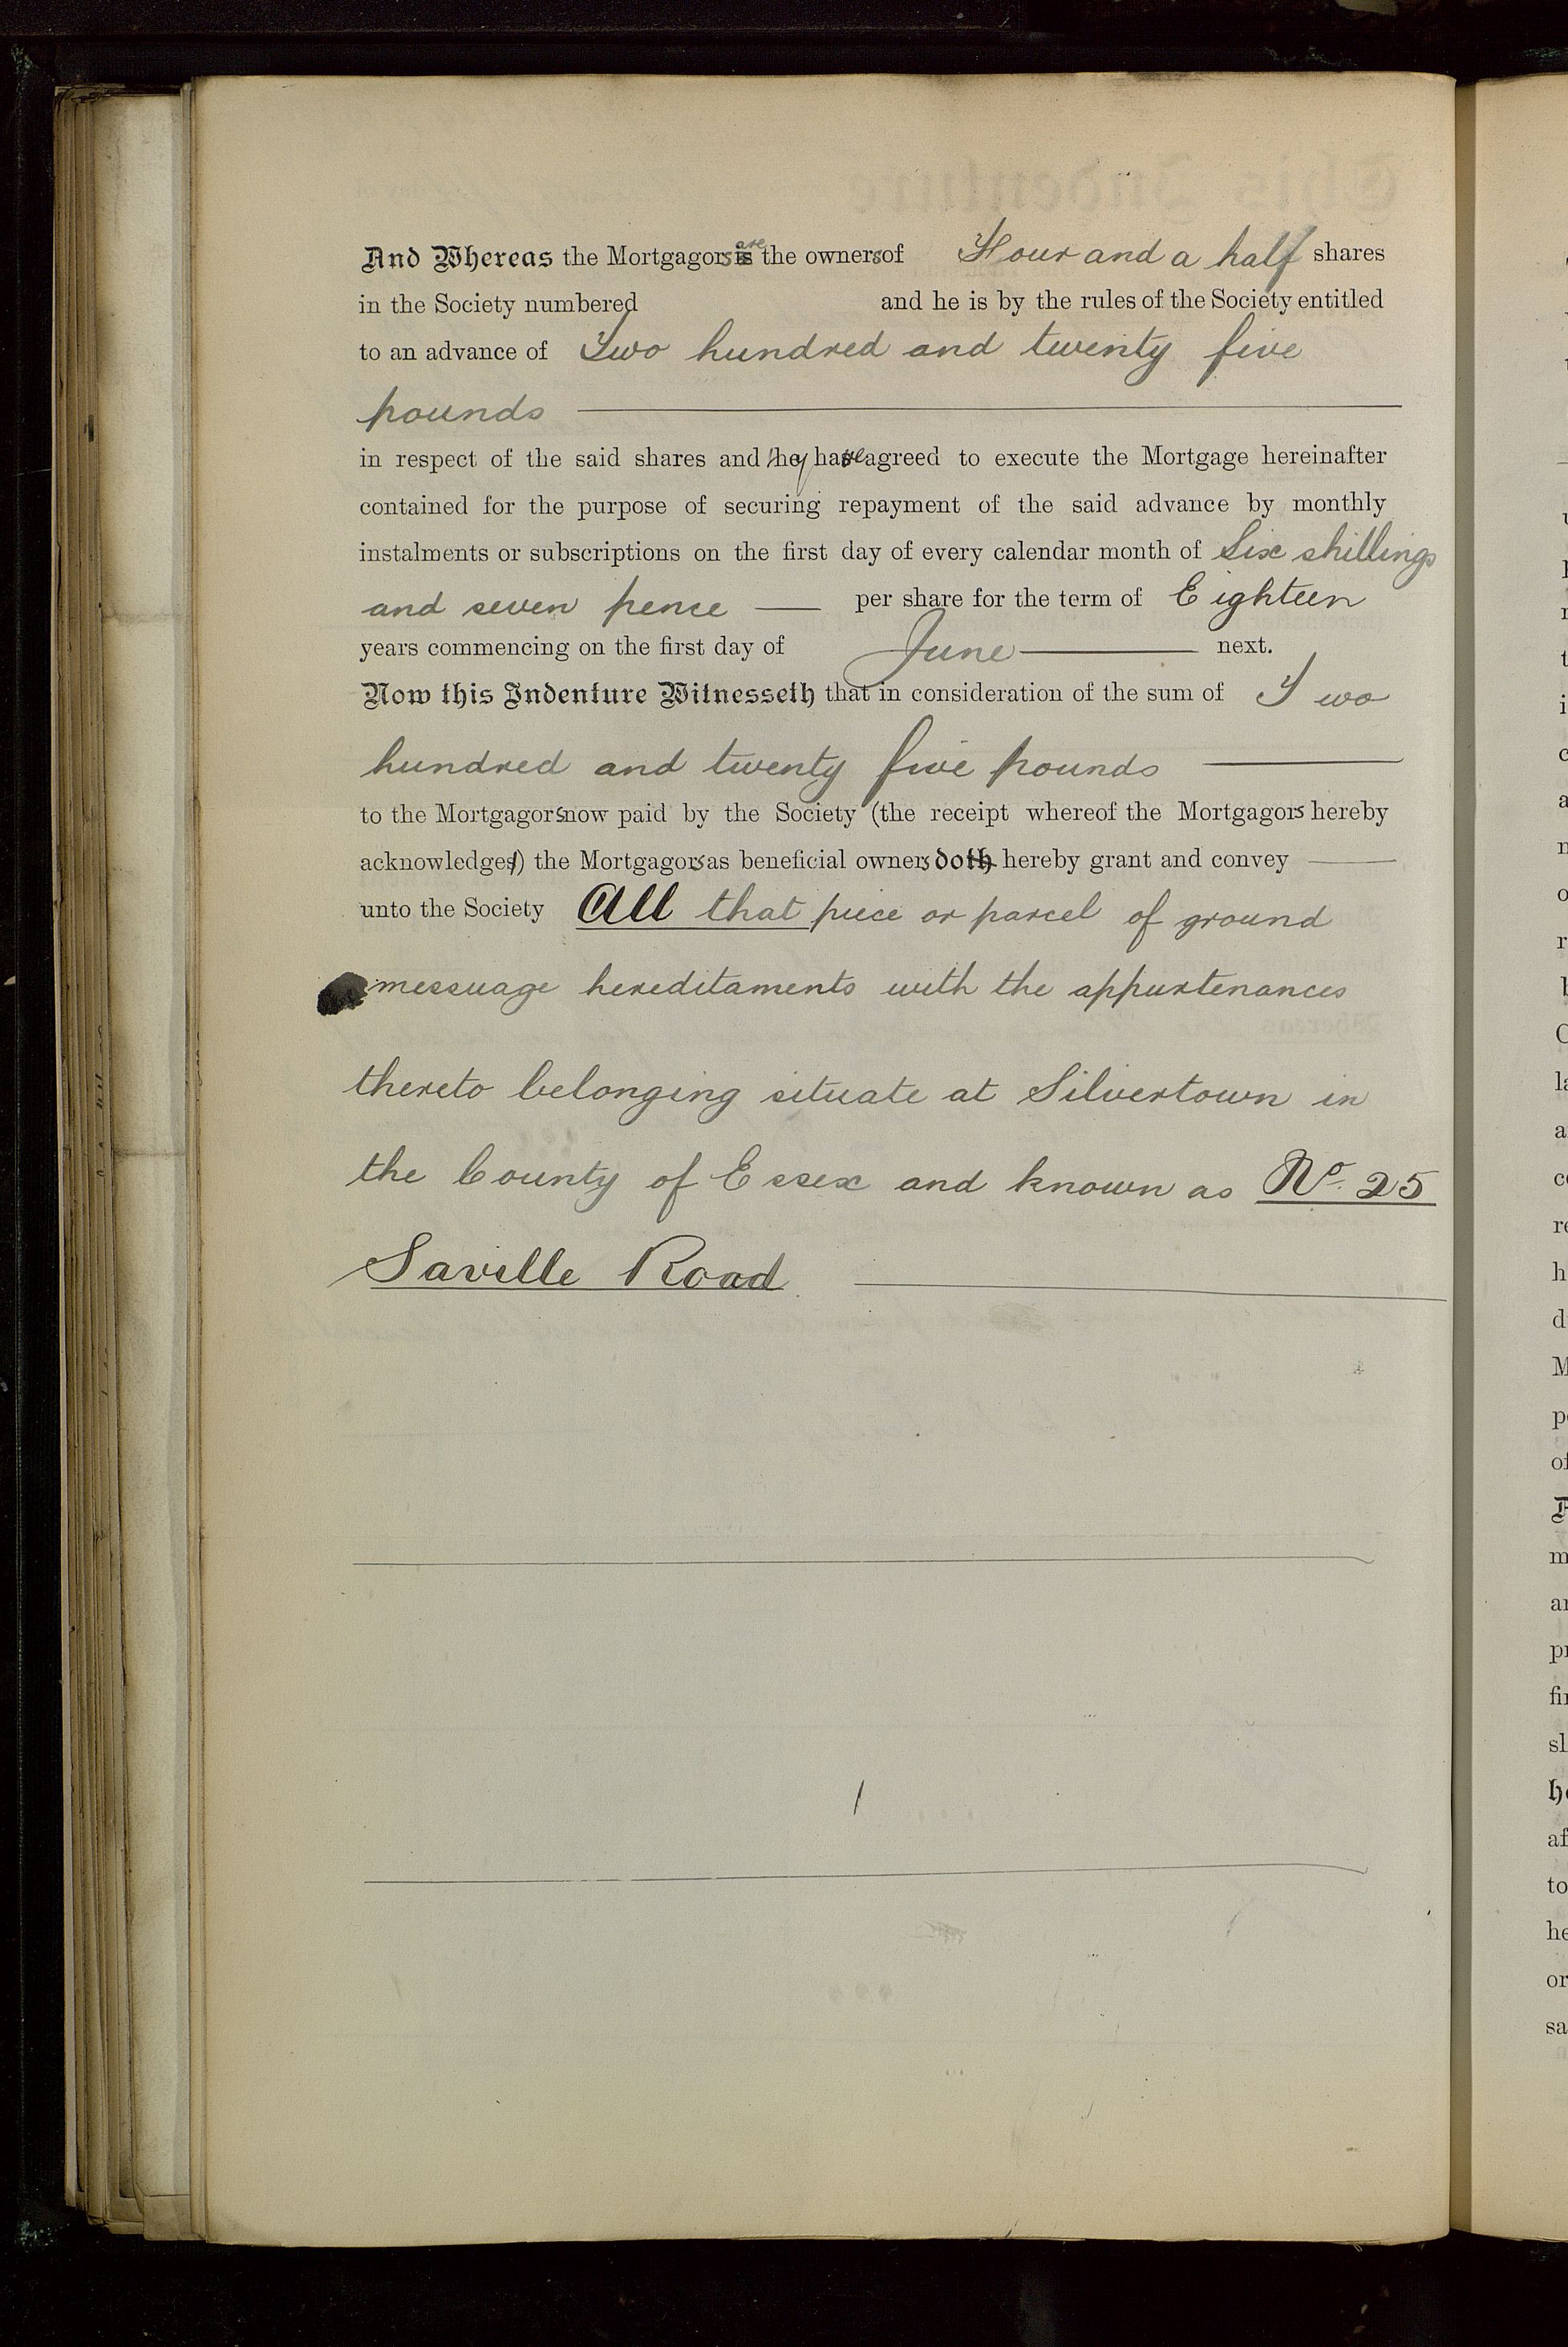 And Whereas the Mortgagors are the owners of Four and a half shares
in the Society numbered and he is by the rules of the Society entitled
to an advance of Two hundred and twenty five
pounds
in respect of the said shares and they have agreed to execute the Mortgage hereinafter
contained for the purpose of securing repayment of the said advance by monthly
instalments or subscriptions on the first day of every calendar month of Six shillings
and seven pence per share for the term of Eighteen
years commencing on the first day of June next.
Now this Indenture Witnesseth that in consideration of the sum of Two
hundred and twenty five pounds
to the Mortgagors now paid by the Society (the receipt whereof the Mortgagors hereby
acknowledge) the Mortgagors as beneficial owners do hereby grant and convey
unto the Society All that piece or parcel of ground
messuage hereditaments with the appurtenances
thereto belonging situate at Silvertown in
the County of Essex and known as No. 25
Saville Road